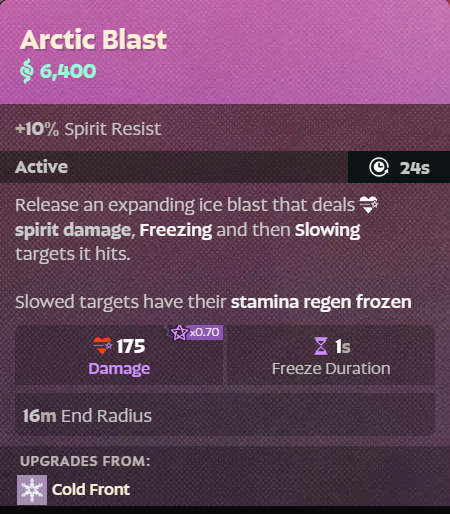 Arctic Blast
6,400
+10% Spirit Resist
Active 24s
Release an expanding ice blast that deals
spirit damage, Freezing and then Slowing
targets it hits.
Slowed targets have their stamina regen frozen
x0.70
175 1s
Damage Freeze Duration
16m End Radius
UPGRADES FROM:
Cold Front